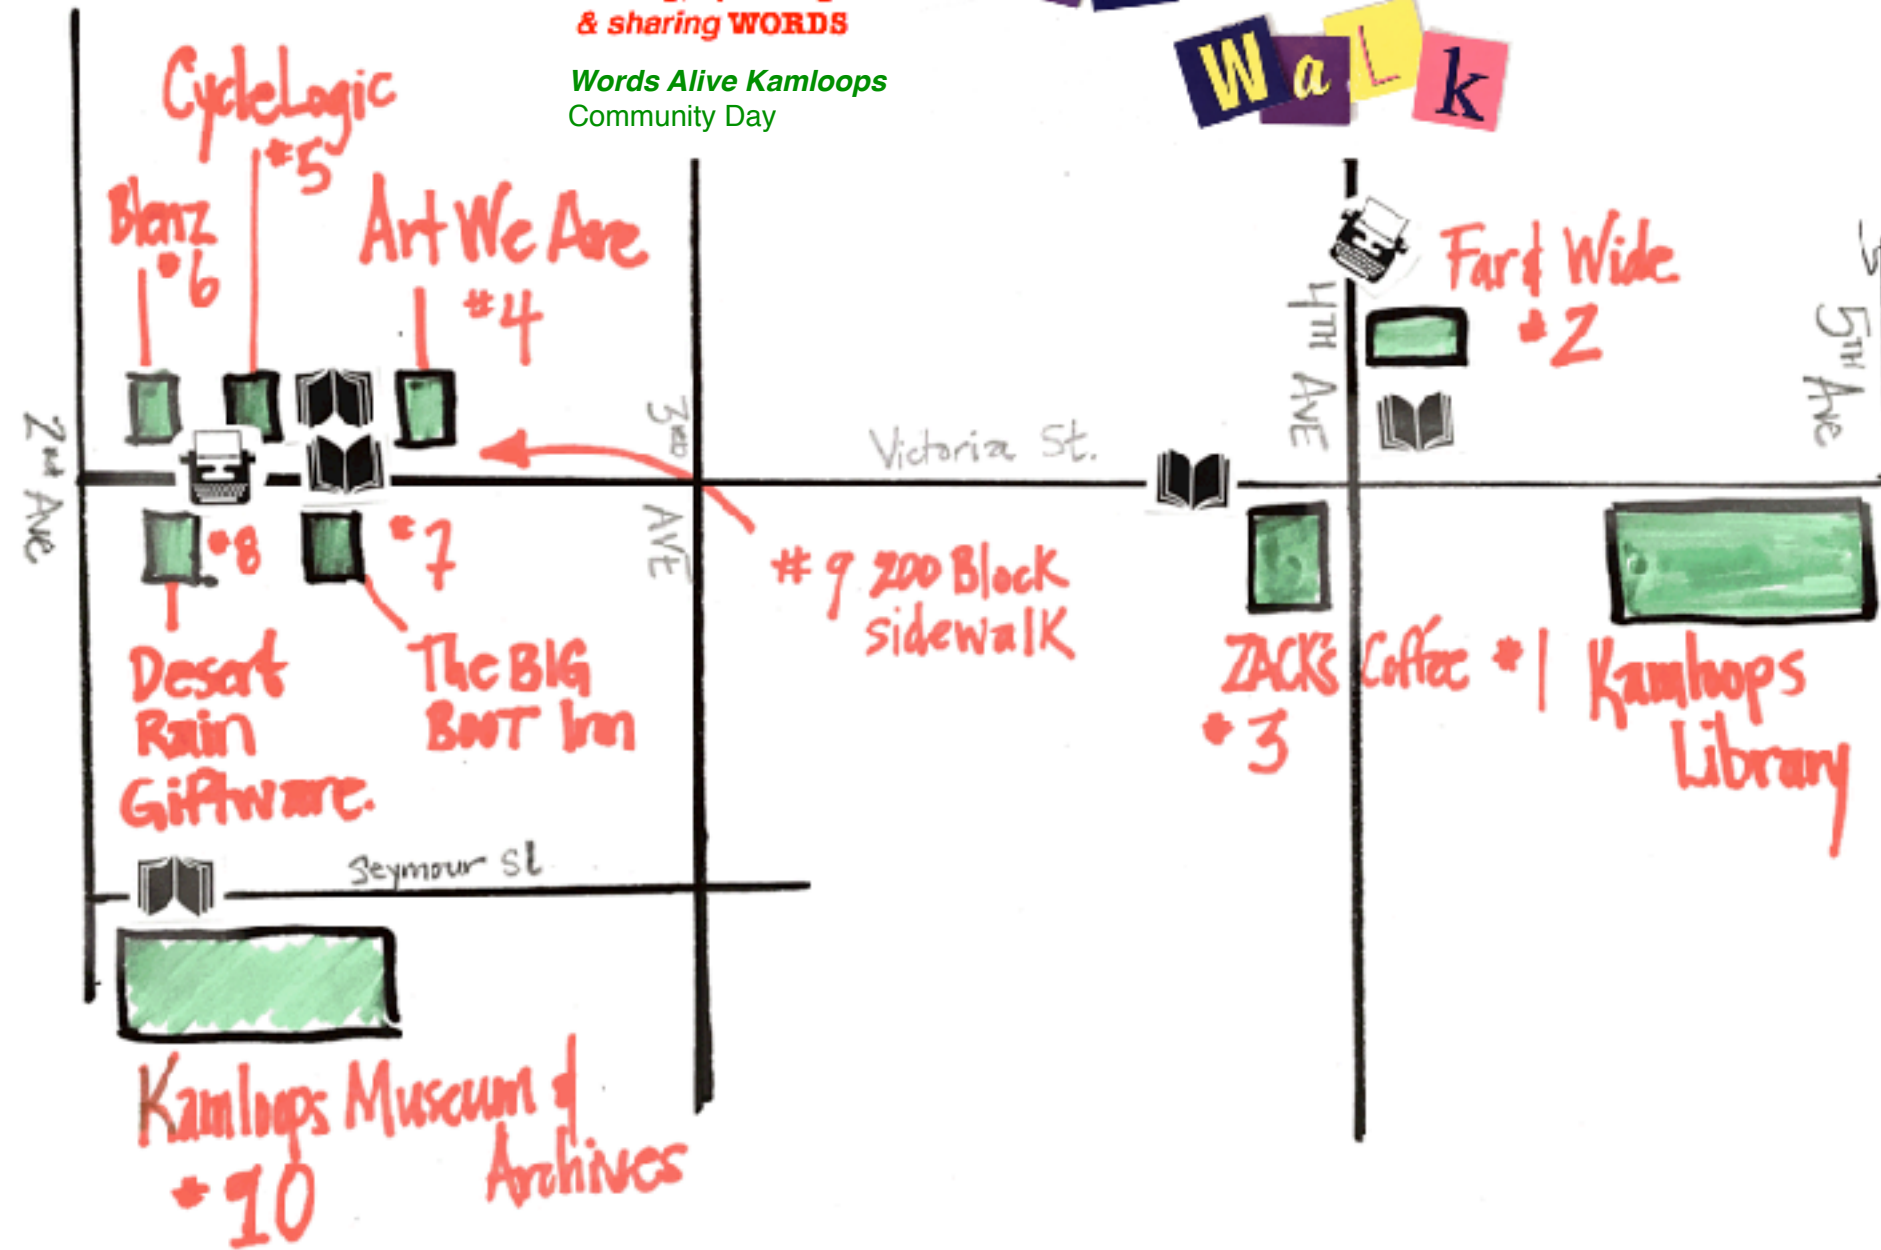 & sharing WORDS
Words Alive Kamloops
Community Day
WaLk
CycleLogic
#5
Blenz
#6
Art We Are
#4
Far & Wide
#2
4TH AVE
5TH Ave
2nd Ave
3RD AVE
Victoria St.
#8
#7
#9 200 Block
sidewalk
Desert
Rain
Giftware.
The BIG
BOOT Inn
ZACK's Coffee
#3
#1 Kamloops
Library
Seymour St
Kamloops Museum &
Archives
#10